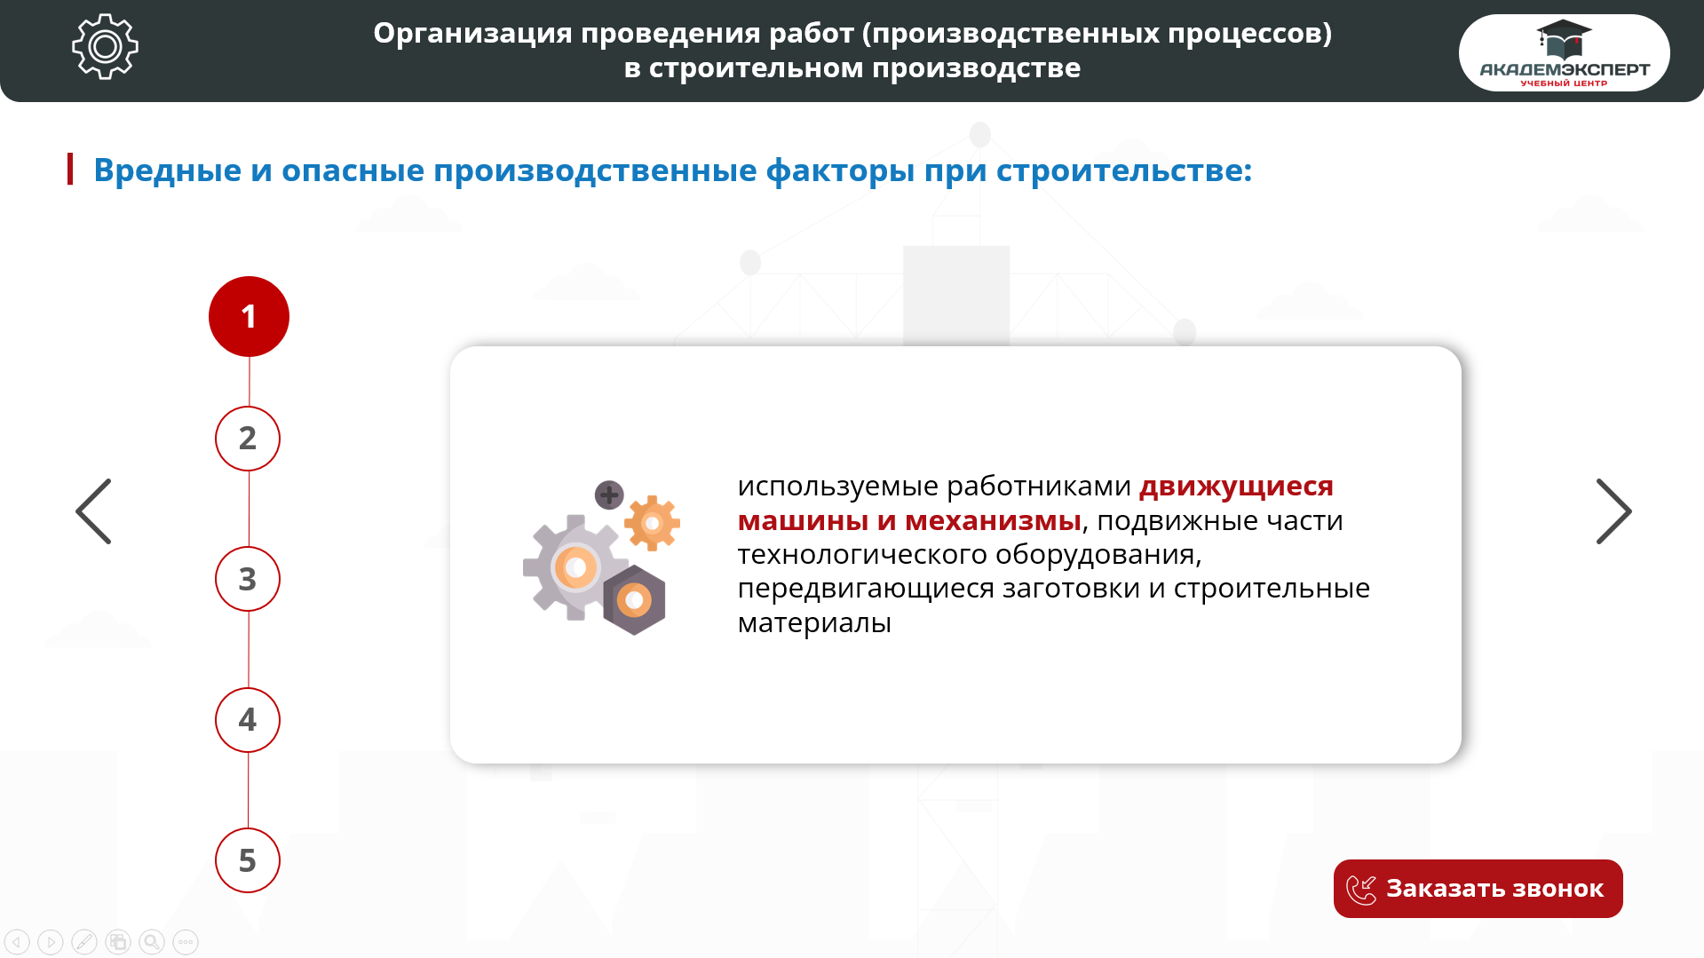 Организация проведения работ (производственных процессов)
в строительном производстве
АКАДЕМЭКСПЕРТ
УЧЕБНЫЙ ЦЕНТР
Вредные и опасные производственные факторы при строительстве:
1
2
3
4
5
используемые работниками движущиеся
машины и механизмы, подвижные части
технологического оборудования,
передвигающиеся заготовки и строительные
материалы
Заказать звонок